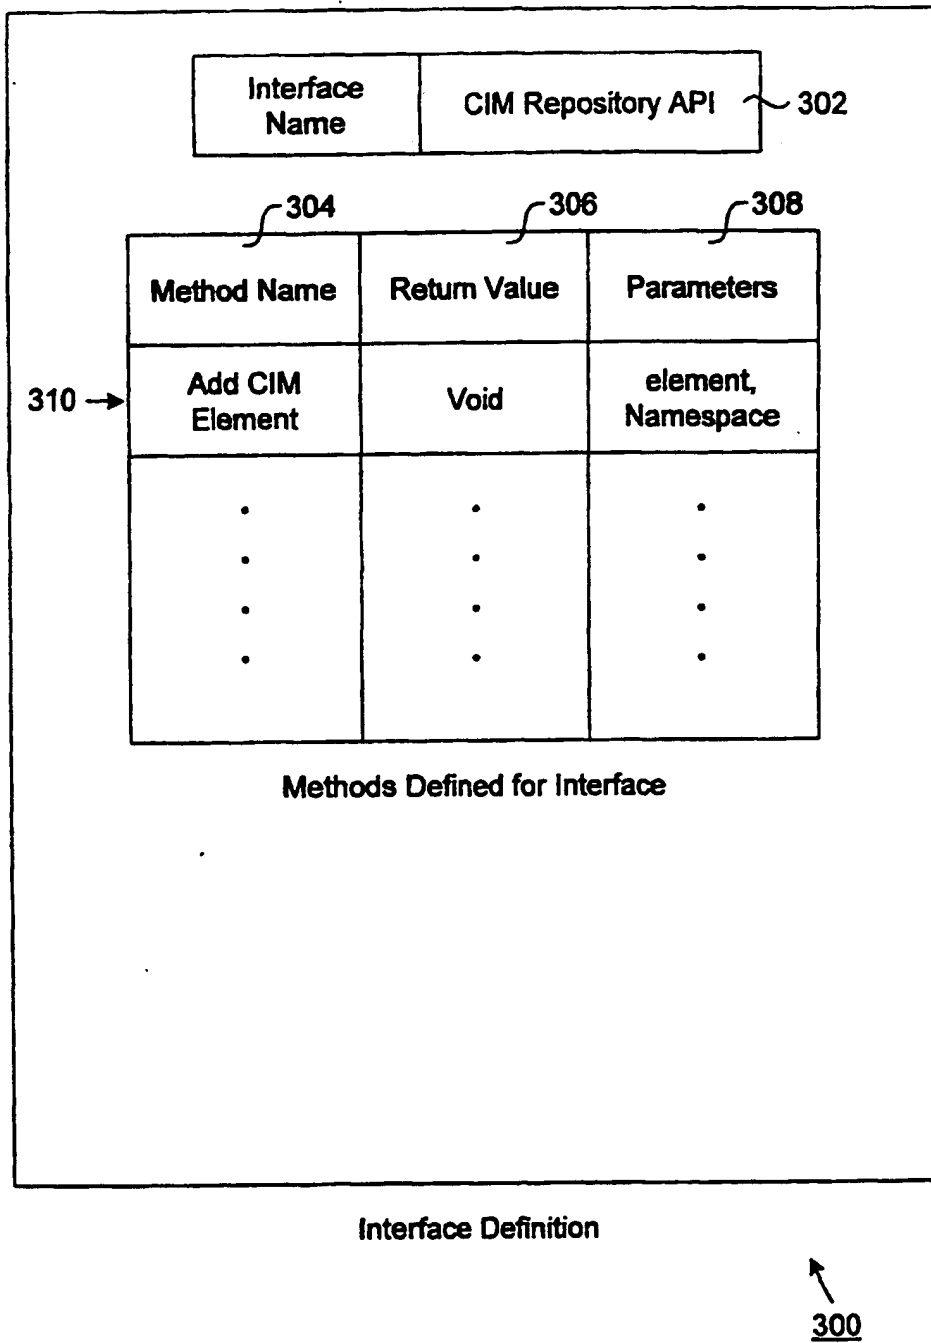 Interface Name
CIM Repository API
302
304
306
308
Method Name
Return Value
Parameters
310
Add CIM Element
Void
element, Namespace
Methods Defined for Interface
Interface Definition
300